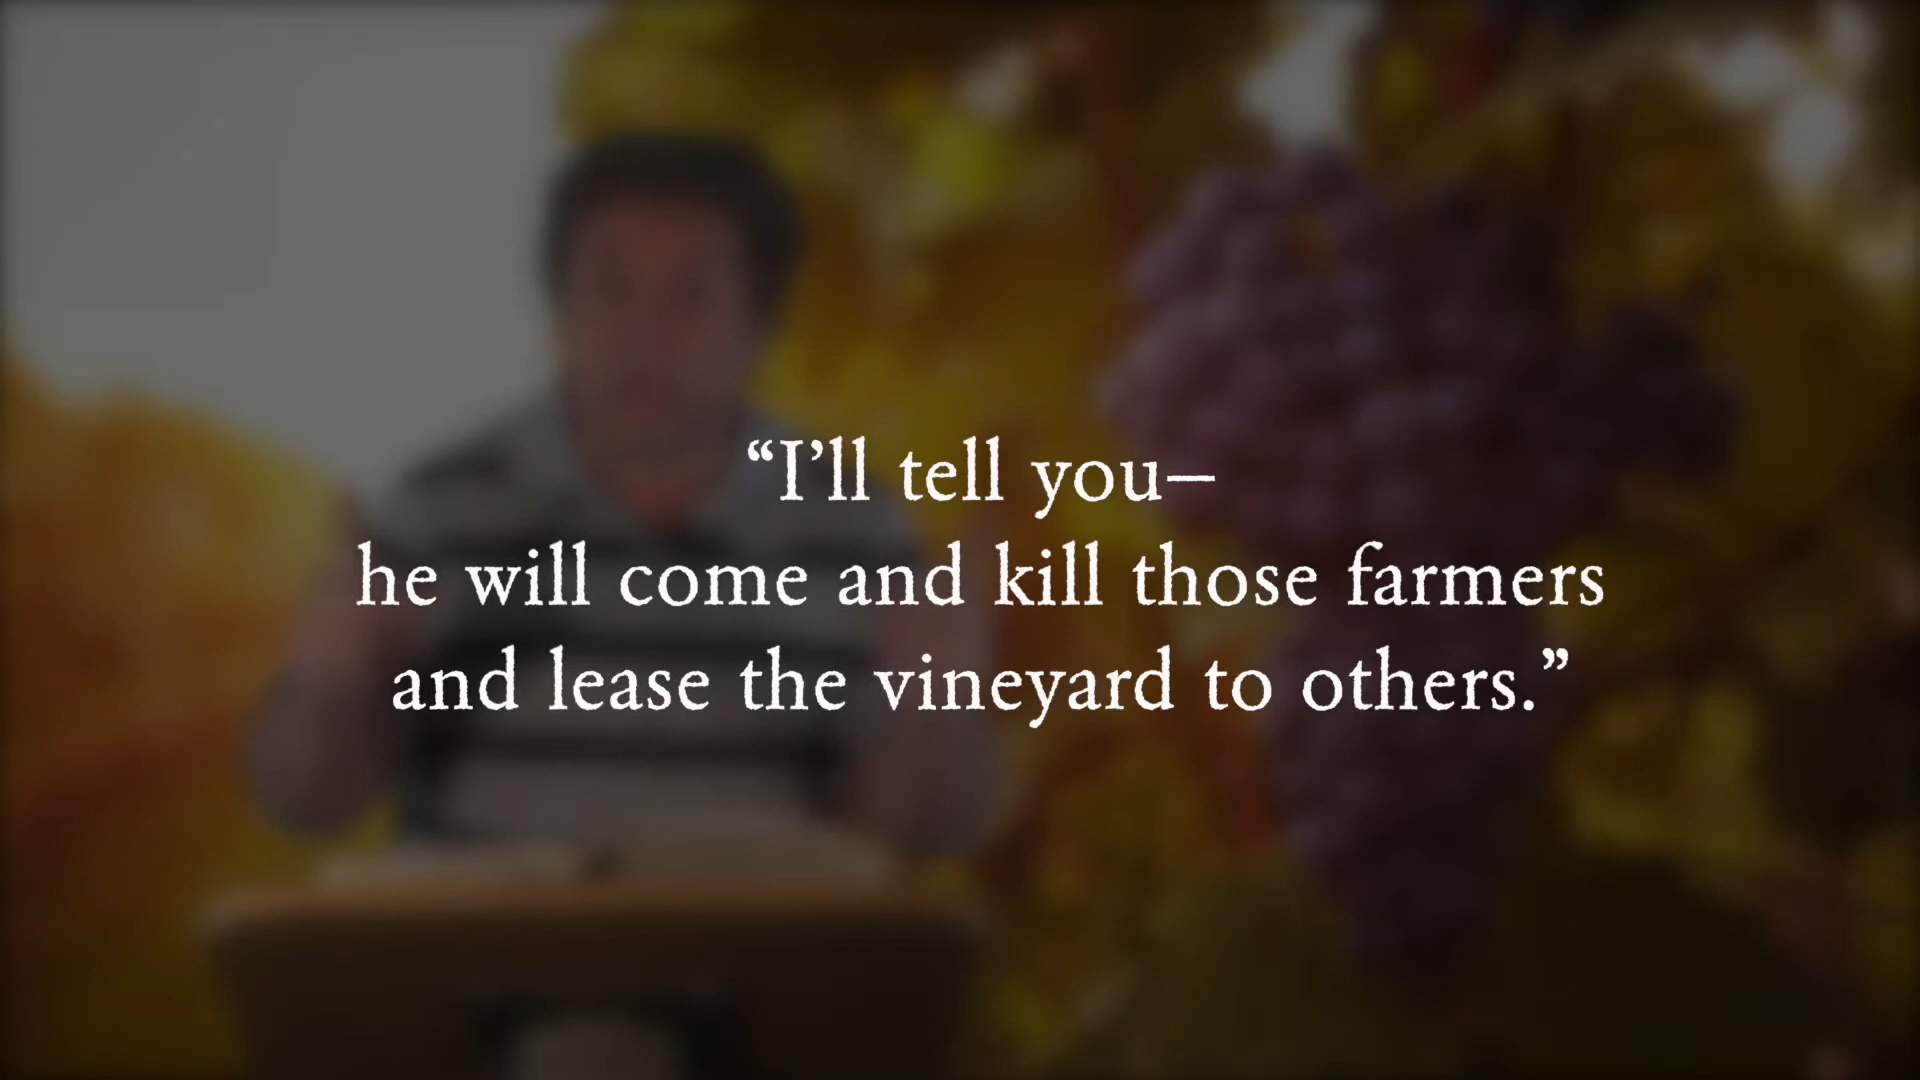 “I’ll tell you–
he will come and kill those farmers
and lease the vineyard to others.”